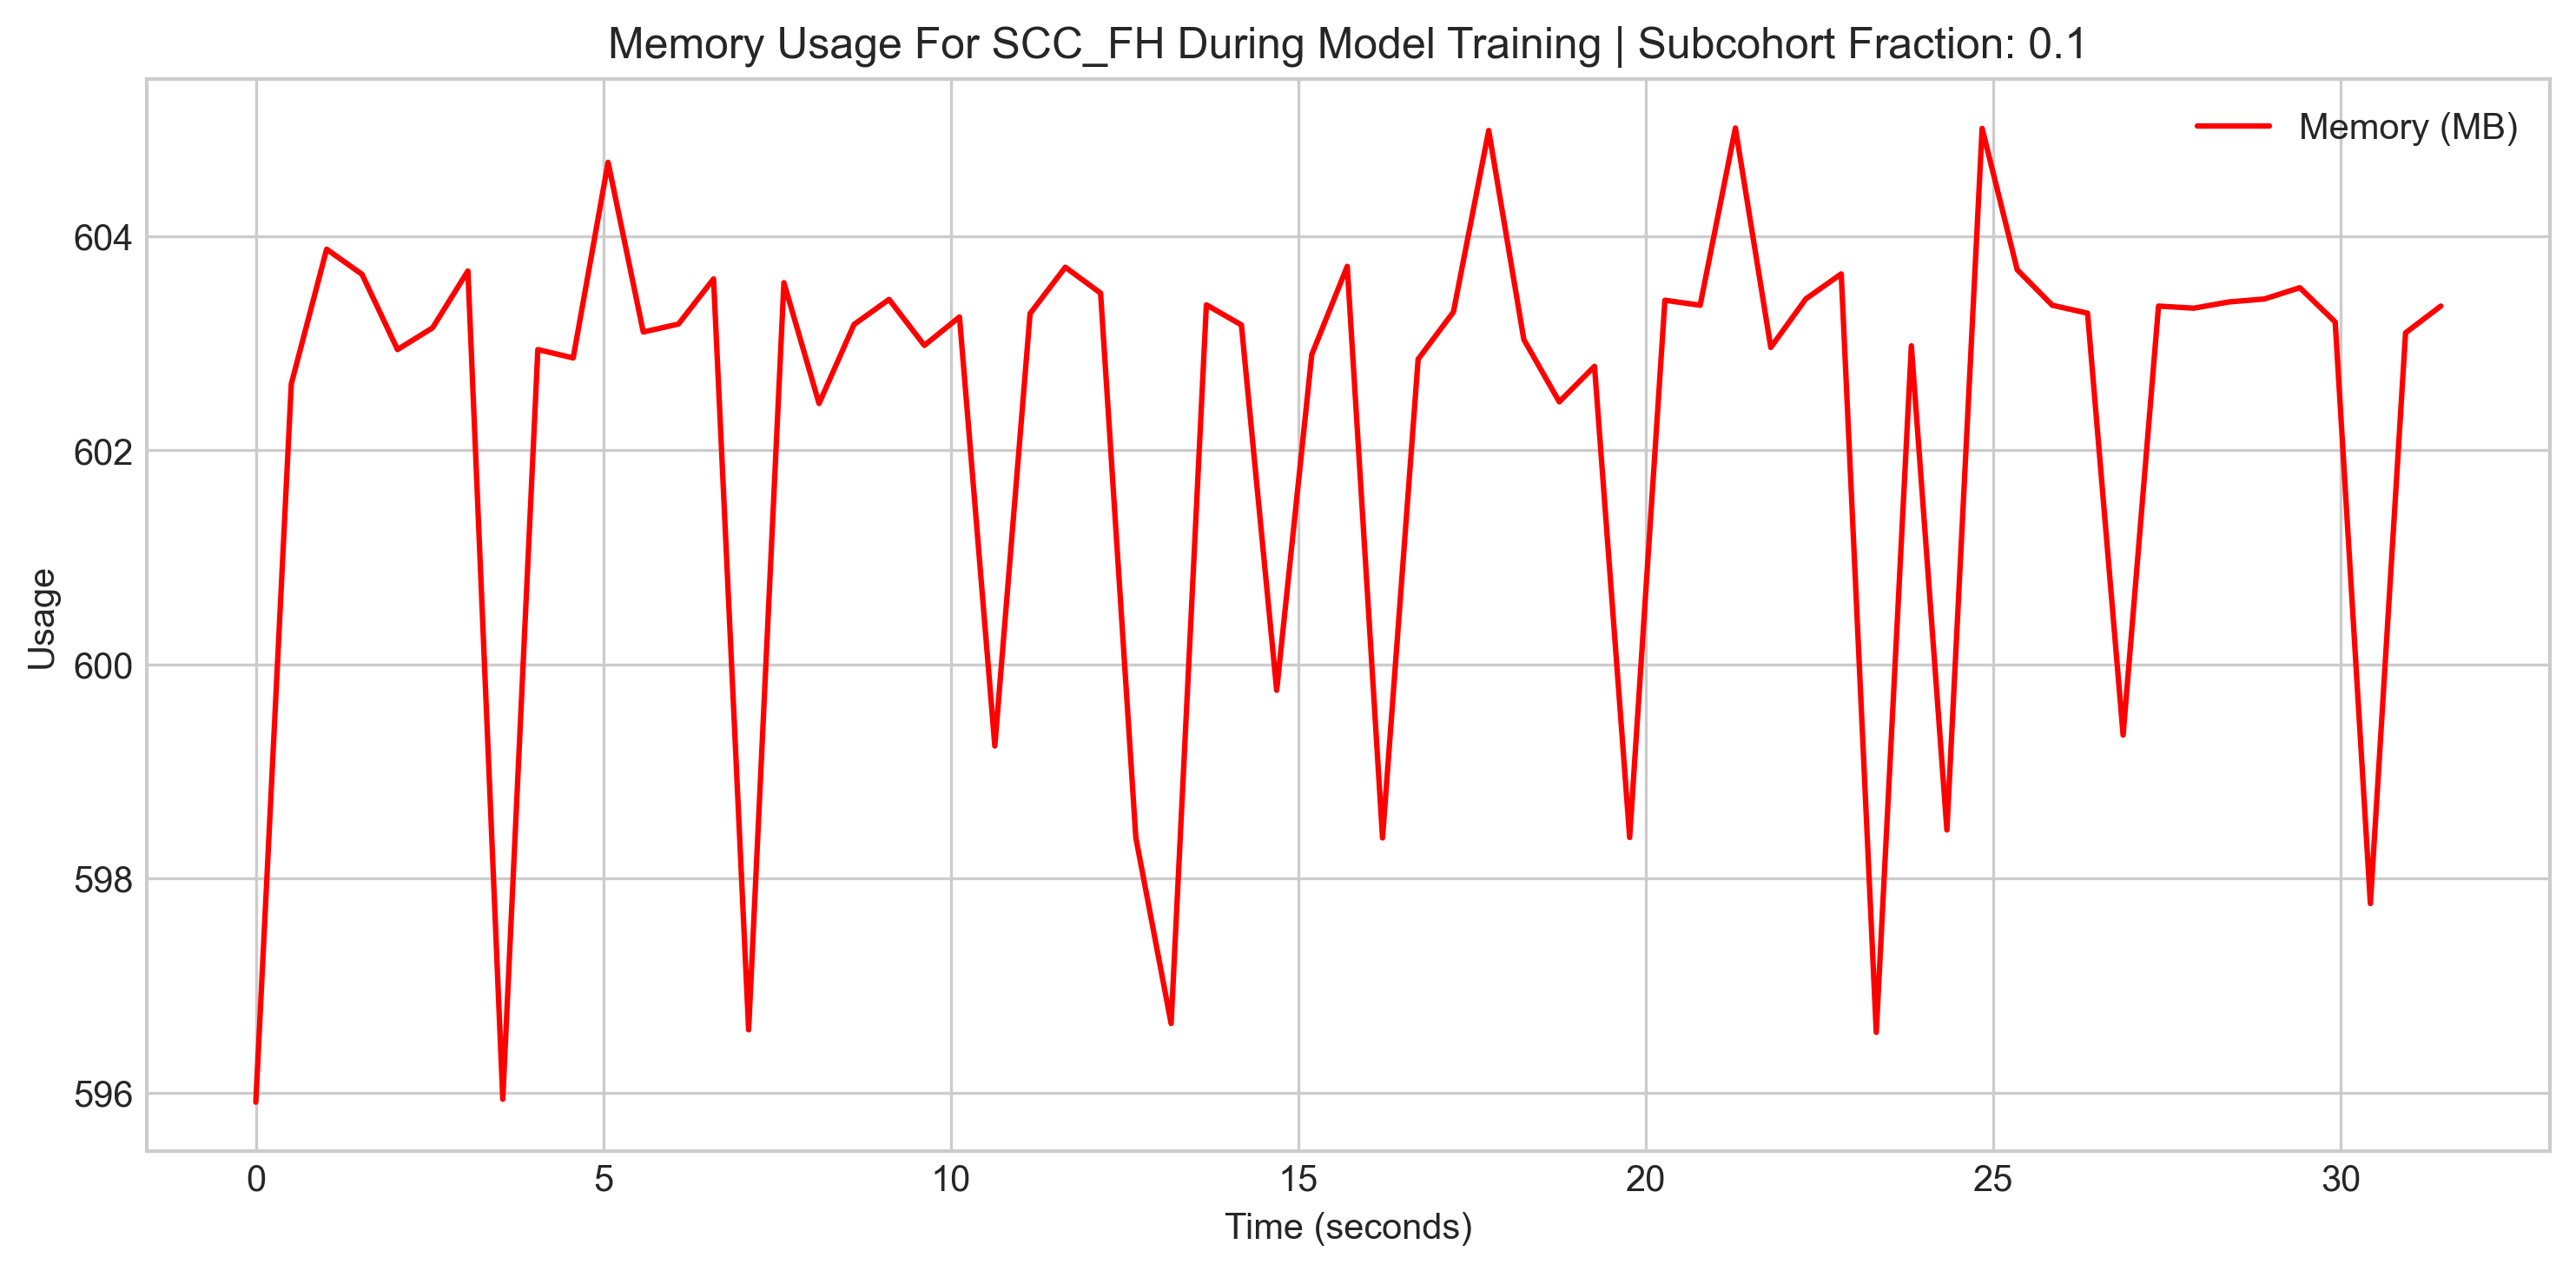 Memory Usage For SCC_FH During Model Training | Subcohort Fraction: 0.1
Memory (MB)
604
602
600
598
596
Usage
0 5 10 15 20 25 30
Time (seconds)